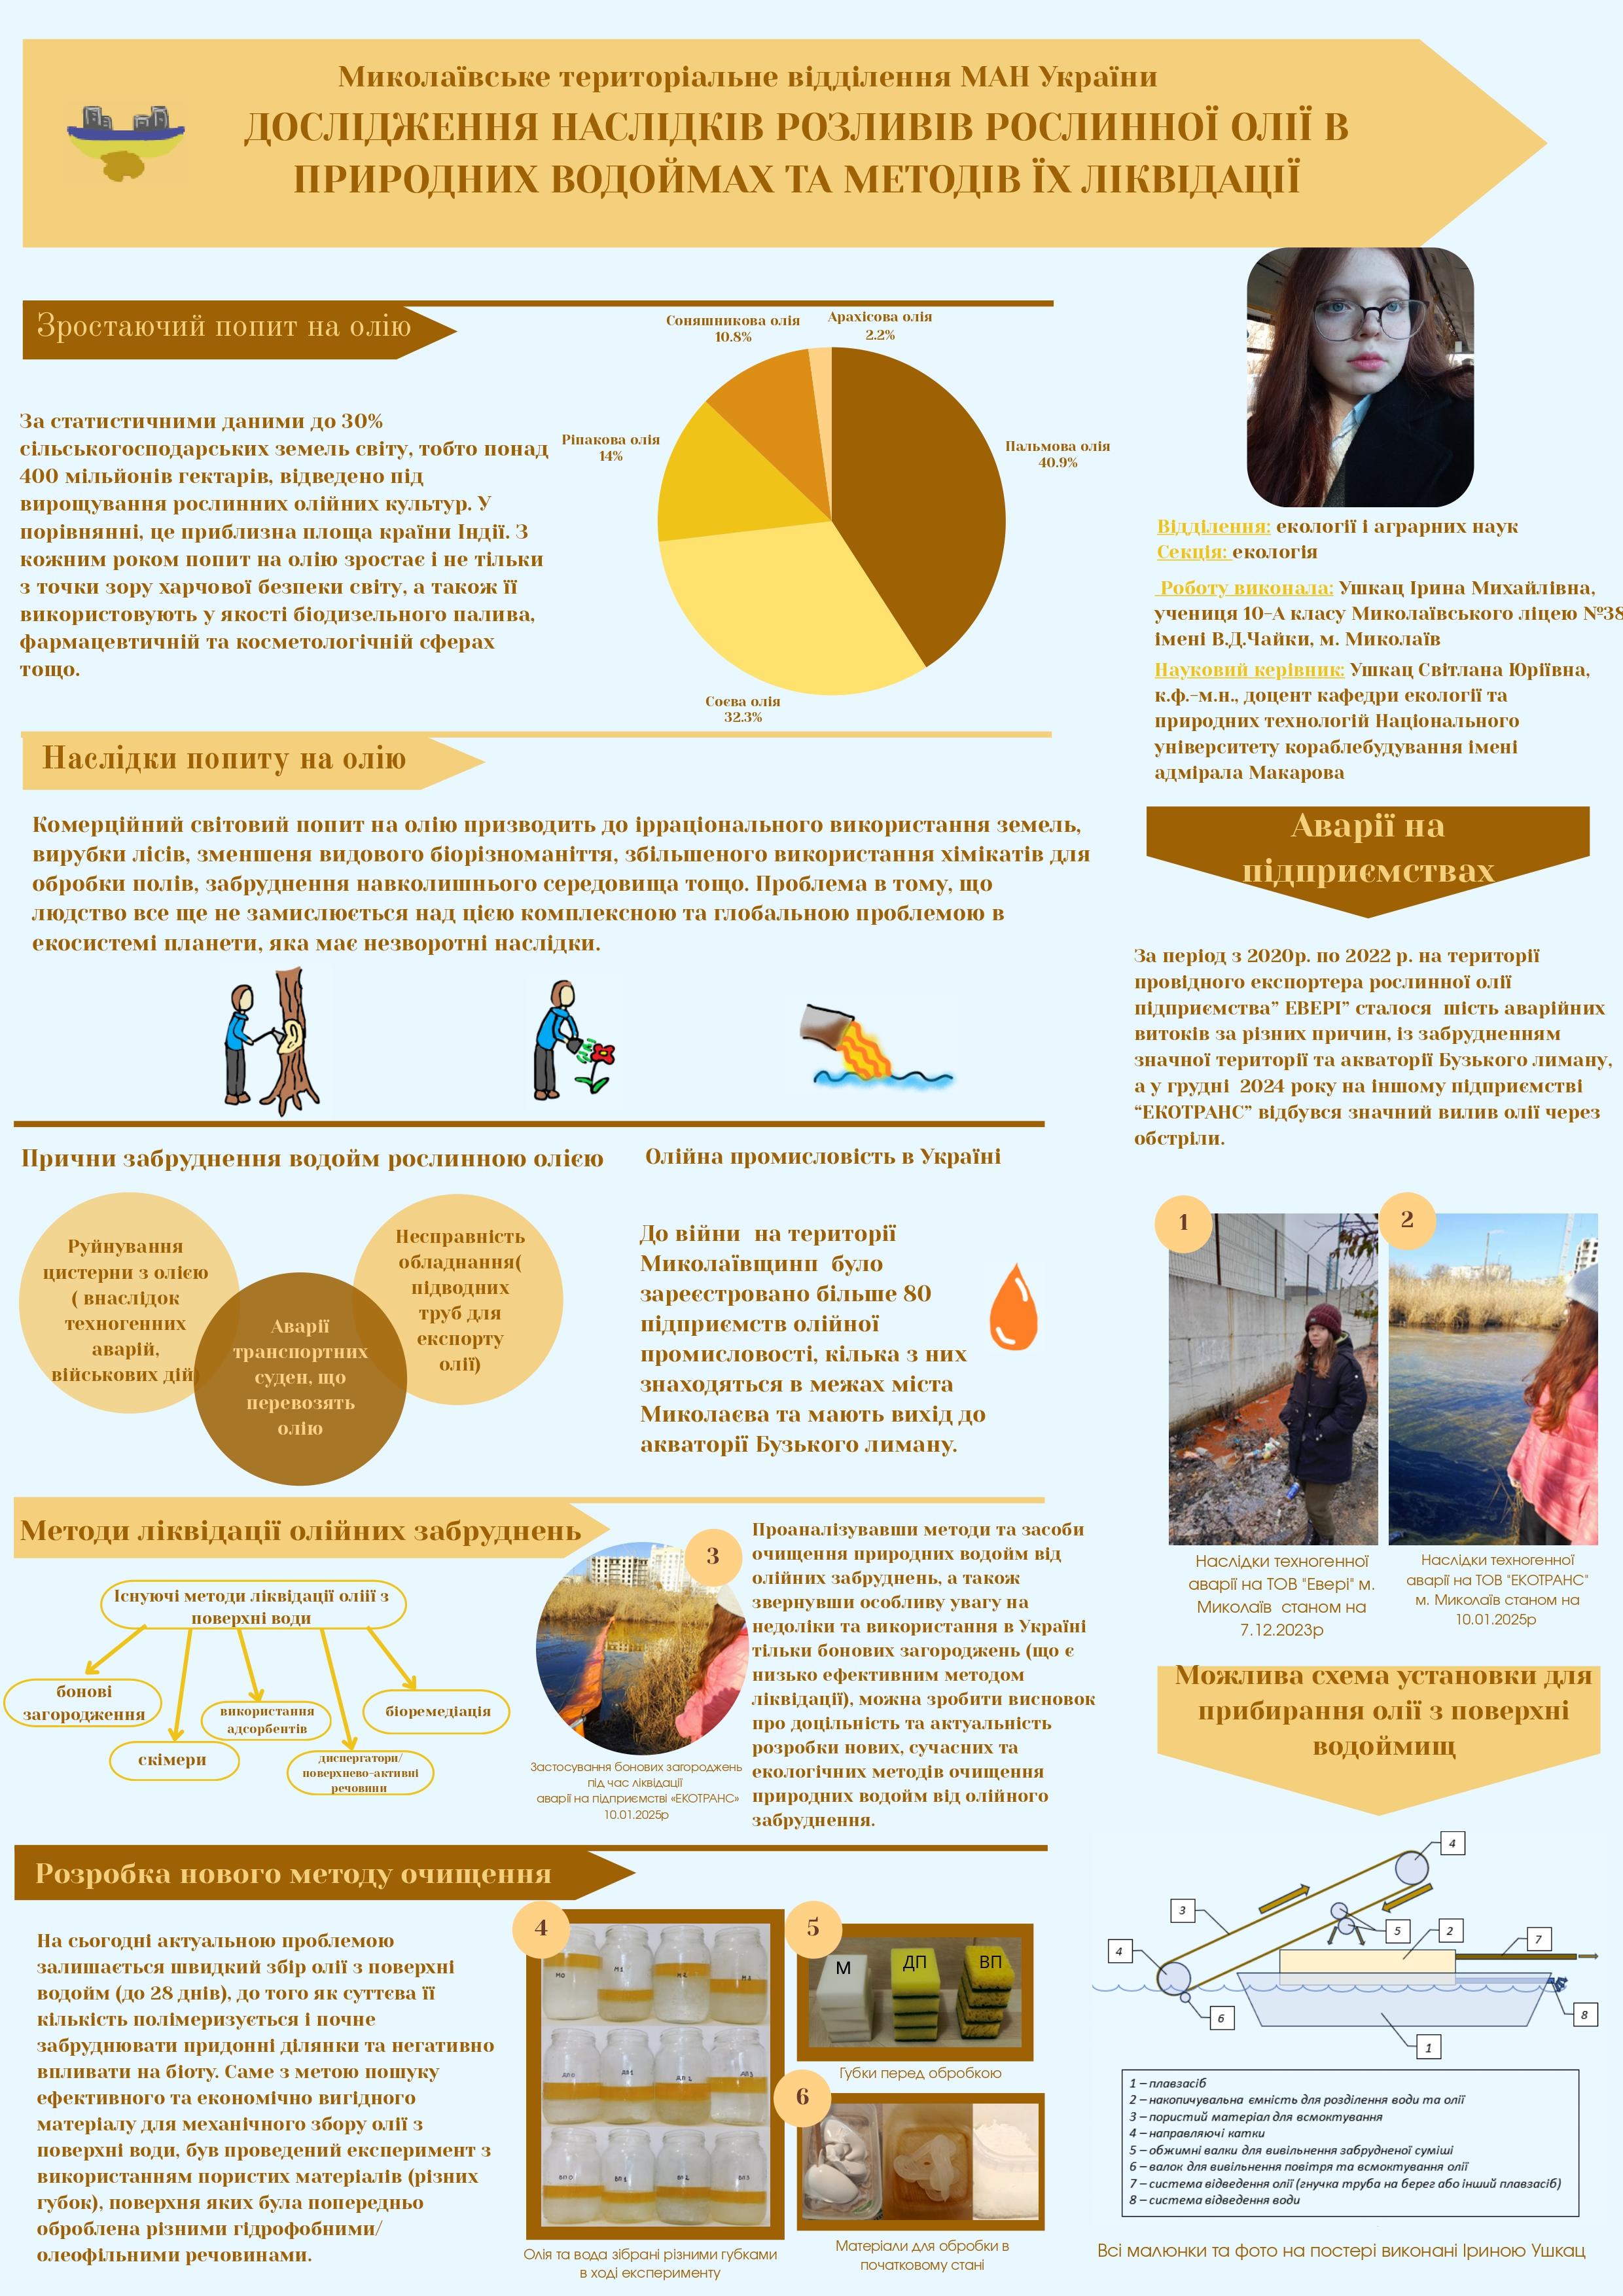 Миколаївське територіальне відділення МАН України
ДОСЛІДЖЕННЯ НАСЛІДКІВ РОЗЛИВІВ РОСЛИННОЇ ОЛІЇ В
ПРИРОДНИХ ВОДОЙМАХ ТА МЕТОДІВ ЇХ ЛІКВІДАЦІЇ
Зростаючий попит на олію
За статистичними даними до 30%
сільськогосподарських земель світу, тобто понад
400 мільйонів гектарів, відведено під
вирощування рослинних олійних культур. У
порівнянні, це приблизна площа країни Індії. З
кожним роком попит на олію зростає і не тільки
з точки зору харчової безпеки світу, а також її
використовують у якості біодизельного палива,
фармацевтичній та косметологічній сферах
тощо.
Соняшникова олія
10.8%
Арахісова олія
2.2%
Ріпакова олія
14%
Пальмова олія
40.9%
Соєва олія
32.3%
Відділення: екології і аграрних наук
Секція: екологія
Роботу виконала: Ушкац Ірина Михайлівна,
учениця 10-А класу Миколаївського ліцею №38
імені В.Д.Чайки, м. Миколаїв
Науковий керівник: Ушкац Світлана Юріївна,
к.ф.-м.н., доцент кафедри екології та
природних технологій Національного
університету кораблебудування імені
адмірала Макарова
Наслідки попиту на олію
Комерційний світовий попит на олію призводить до ірраціонального використання земель,
вирубки лісів, зменшеня видового біорізноманіття, збільшеного використання хімікатів для
обробки полів, забруднення навколишнього середовища тощо. Проблема в тому, що
людство все ще не замислюється над цією комплексною та глобальною проблемою в
екосистемі планети, яка має незворотні наслідки.
Аварії на
підприємствах
За період з 2020р. по 2022 р. на території
провідного експортера рослинної олії
підприємства” ЕВЕРІ” сталося шість аварійних
витоків за різних причин, із забрудненням
значної території та акваторії Бузького лиману,
а у грудні 2024 року на іншому підприємстві
“ЕКОТРАНС” відбувся значний вилив олії через
обстріли.
Прични забруднення водойм рослинною олією
Руйнування
цистерни з олією
( внаслідок
техногенних
аварій,
військових дій)
Аварії
транспортних
суден, що
перевозять
олію
Несправність
обладнання(
підводних
труб для
експорту
олії)
Олійна промисловість в Україні
До війни на території
Миколаївщинп було
зареєстровано більше 80
підприємств олійної
промисловості, кілька з них
знаходяться в межах міста
Миколаєва та мають вихід до
акваторії Бузького лиману.
1
2
Наслідки техногенної
аварії на ТОВ "Евері" м.
Миколаїв станом на
7.12.2023р
Наслідки техногенної
аварії на ТОВ "ЕКОТРАНС"
м. Миколаїв станом на
10.01.2025р
Методи ліквідації олійних забруднень
Існуючі методи ліквідації оліїї з
поверхні води
бонові
загородження
скімери
використання
адсорбентів
диспергатори/
поверхнево-активні
речовини
біоремедіація
3
Застосування бонових загороджень
під час ліквідації
аварії на підприємстві «ЕКОТРАНС»
10.01.2025р
Проаналізувавши методи та засоби
очищення природних водойм від
олійних забруднень, а також
звернувши особливу увагу на
недоліки та використання в Україні
тільки бонових загороджень (що є
низько ефективним методом
ліквідації), можна зробити висновок
про доцільність та актуальність
розробки нових, сучасних та
екологічних методів очищення
природних водойм від олійного
забруднення.
Можлива схема установки для
прибирання олії з поверхні
водоймищ
Розробка нового методу очищення
На сьогодні актуальною проблемою
залишається швидкий збір олії з поверхні
водойм (до 28 днів), до того як суттєва її
кількість полімеризується і почне
забруднювати придонні ділянки та негативно
впливати на біоту. Саме з метою пошуку
ефективного та економічно вигідного
матеріалу для механічного збору олії з
поверхні води, був проведений експеримент з
використанням пористих матеріалів (різних
губок), поверхня яких була попередньо
оброблена різними гідрофобними/
олеофільними речовинами.
4
М0
М1
М2
М3
ДП0
ДП1
ДП2
ДП3
ВП0
ВП1
ВП2
ВП3
Олія та вода зібрані різними губками
в ході експерименту
5
М
ДП
ВП
Губки перед обробкою
6
Матеріали для обробки в
початковому стані
4
3
4
5
2
7
6
8
1
1 – плавзасіб
2 – накопичувальна ємність для розділення води та олії
3 – пористий матеріал для всмоктування
4 – направляючі катки
5 – обжимні валки для вивільнення забрудненої суміші
6 – валок для вивільнення повітря та всмоктування олії
7 – система відведення олії (гнучка труба на берег або інший плавзасіб)
8 – система відведення води
Всі малюнки та фото на постері виконані Іриною Ушкац